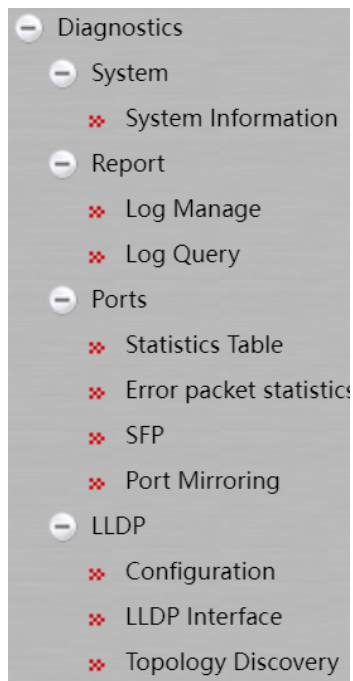 Diagnostics
System
System Information
Report
Log Manage
Log Query
Ports
Statistics Table
Error packet statistics
SFP
Port Mirroring
LLDP
Configuration
LLDP Interface
Topology Discovery